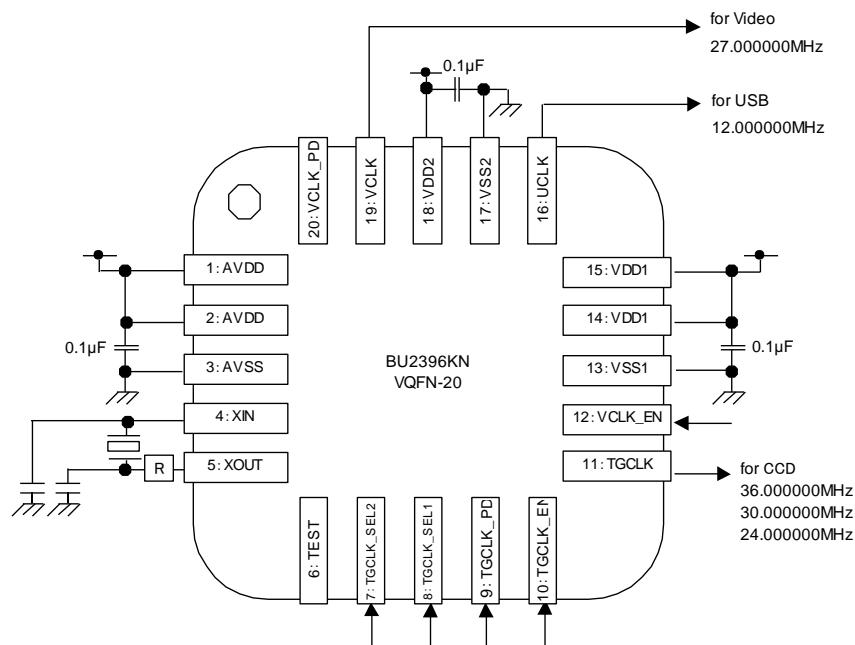 for Video
27.000000MHz
0.1µF
for USB
12.000000MHz
20: VCLK_PD
19: VCLK
18: VDD2
17: VSS2
16: UCLK
1: AVDD
2: AVDD
0.1µF
3: AVSS
4: XIN
5: XOUT
R
BU2396KN
VQFN-20
15: VDD1
14: VDD1
0.1µF
13: VSS1
12: VCLK_EN
11: TGCLK
for CCD
36.000000MHz
30.000000MHz
24.000000MHz
6: TEST
7: TGCLK_SEL2
8: TGCLK_SEL1
9: TGCLK_PD
10: TGCLK_EN